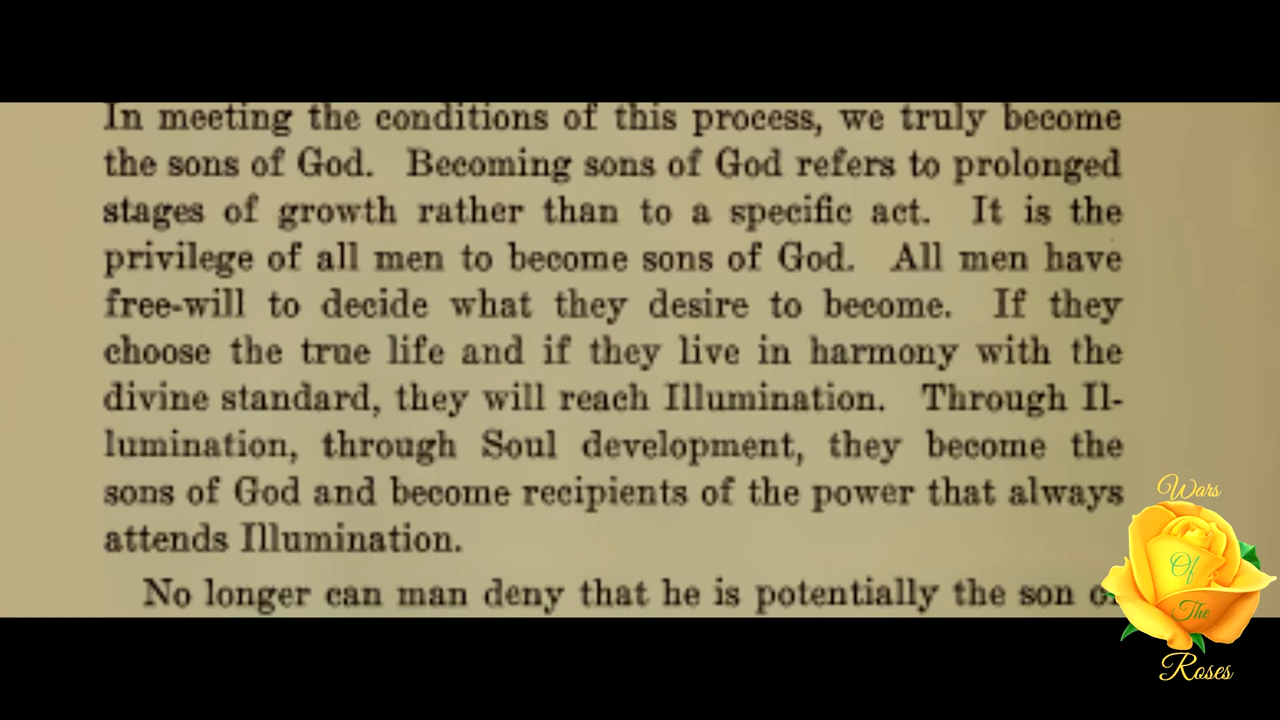 In meeting the conditions of this process, we truly become
the sons of God. Becoming sons of God refers to prolonged
stages of growth rather than to a specific act. It is the
privilege of all men to become sons of God. All men have
free-will to decide what they desire to become. If they
choose the true life and if they live in harmony with the
divine standard, they will reach Illumination. Through Il-
lumination, through Soul development, they become the
sons of God and become recipients of the power that always
attends Illumination.
No longer can man deny that he is potentially the son
Wars
Of
The
Roses